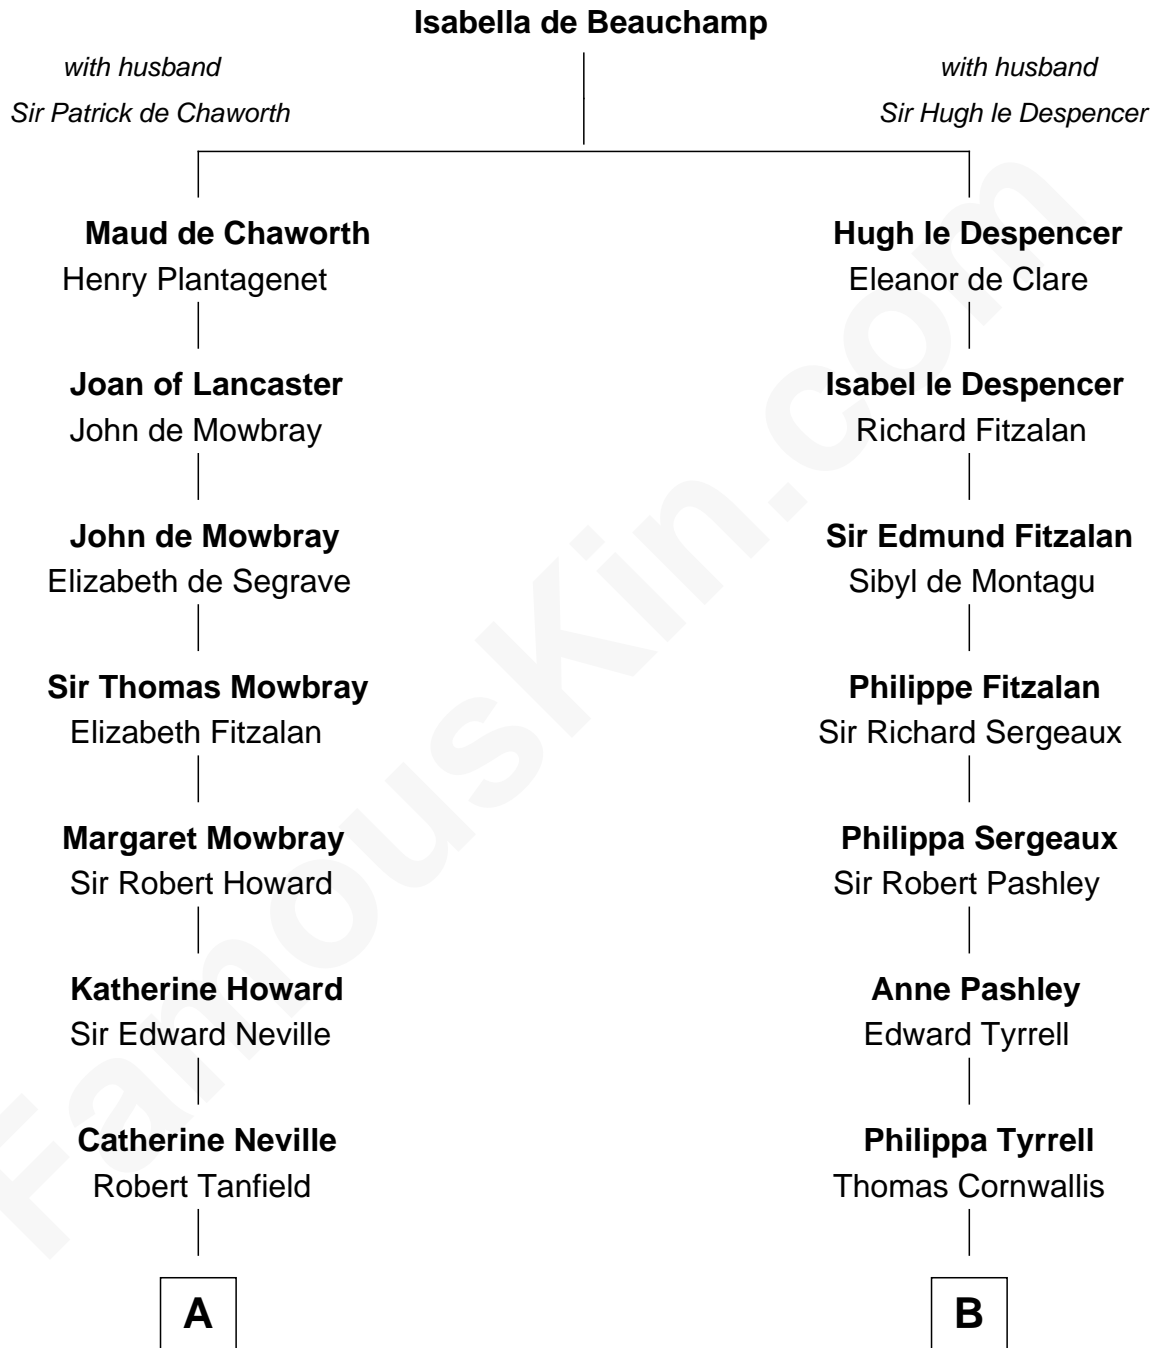 Isabella de Beauchamp
with husband
Sir Patrick de Chaworth
with husband
Sir Hugh le Despencer
Maud de Chaworth
Henry Plantagenet
Hugh le Despencer
Eleanor de Clare
Joan of Lancaster
John de Mowbray
Isabel le Despencer
Richard Fitzalan
John de Mowbray
Elizabeth de Segrave
Sir Edmund Fitzalan
Sibyl de Montagu
Sir Thomas Mowbray
Elizabeth Fitzalan
Philippe Fitzalan
Sir Richard Sergeaux
Margaret Mowbray
Sir Robert Howard
Philippa Sergeaux
Sir Robert Pashley
Katherine Howard
Sir Edward Neville
Anne Pashley
Edward Tyrrell
Catherine Neville
Robert Tanfield
Philippa Tyrrell
Thomas Cornwallis
A
B
FamousKin.com